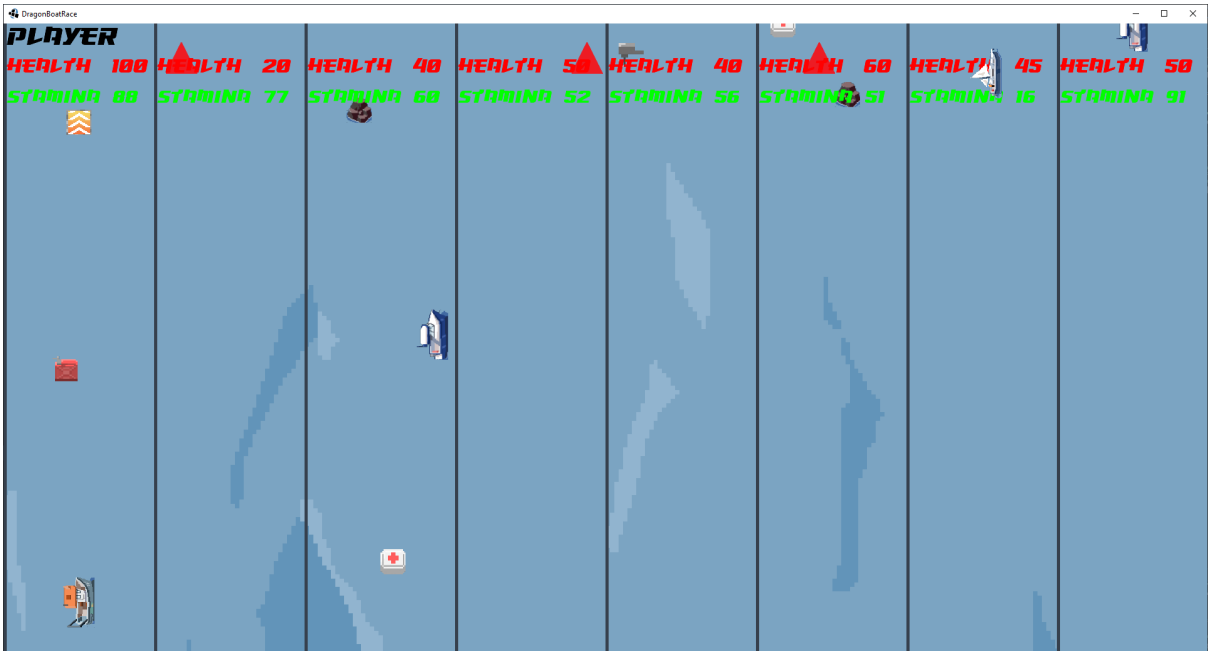 DragonBoatRace
PLAYER
HEALTH 100 HEALTH 20 HEALTH 40 HEALTH 50 HEALTH 40 HEALTH 60 HEALTH 45 HEALTH 50
STAMINA 88 STAMINA 77 STAMINA 60 STAMINA 52 STAMINA 56 STAMINA 51 STAMINA 16 STAMINA 91